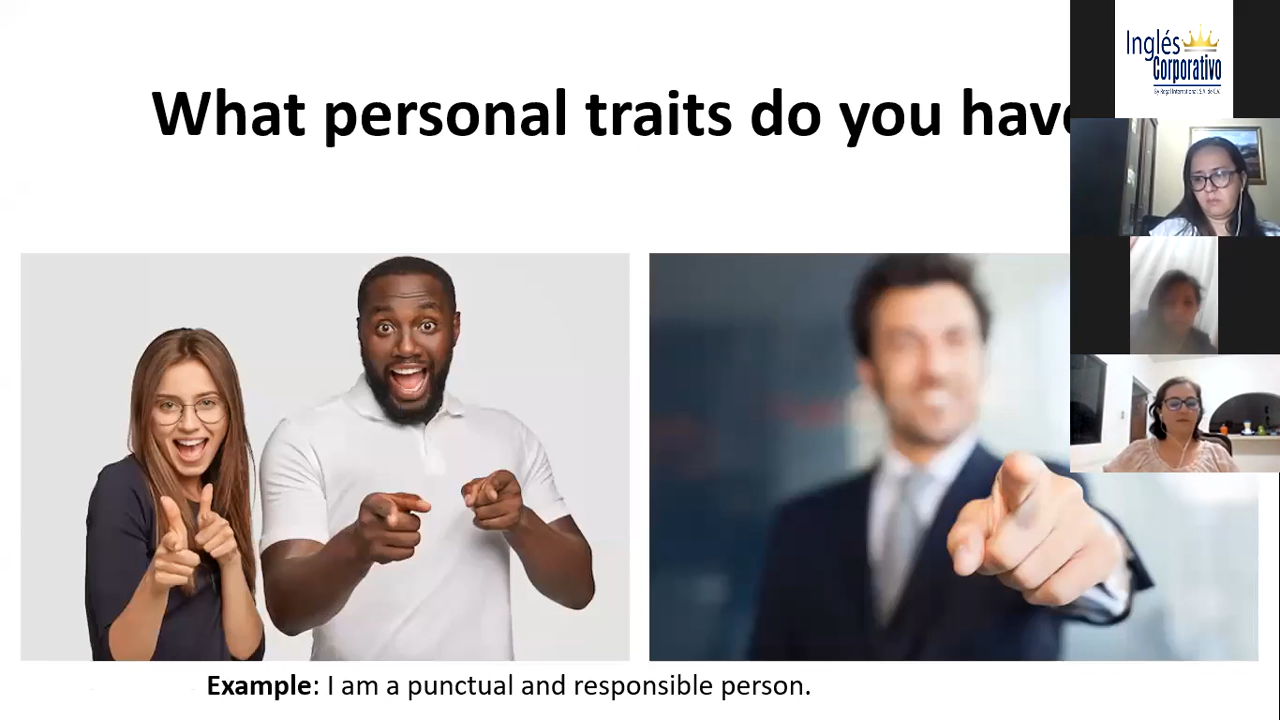 What personal traits do you have
Inglés
Corporativo
Example: I am a punctual and responsible person.